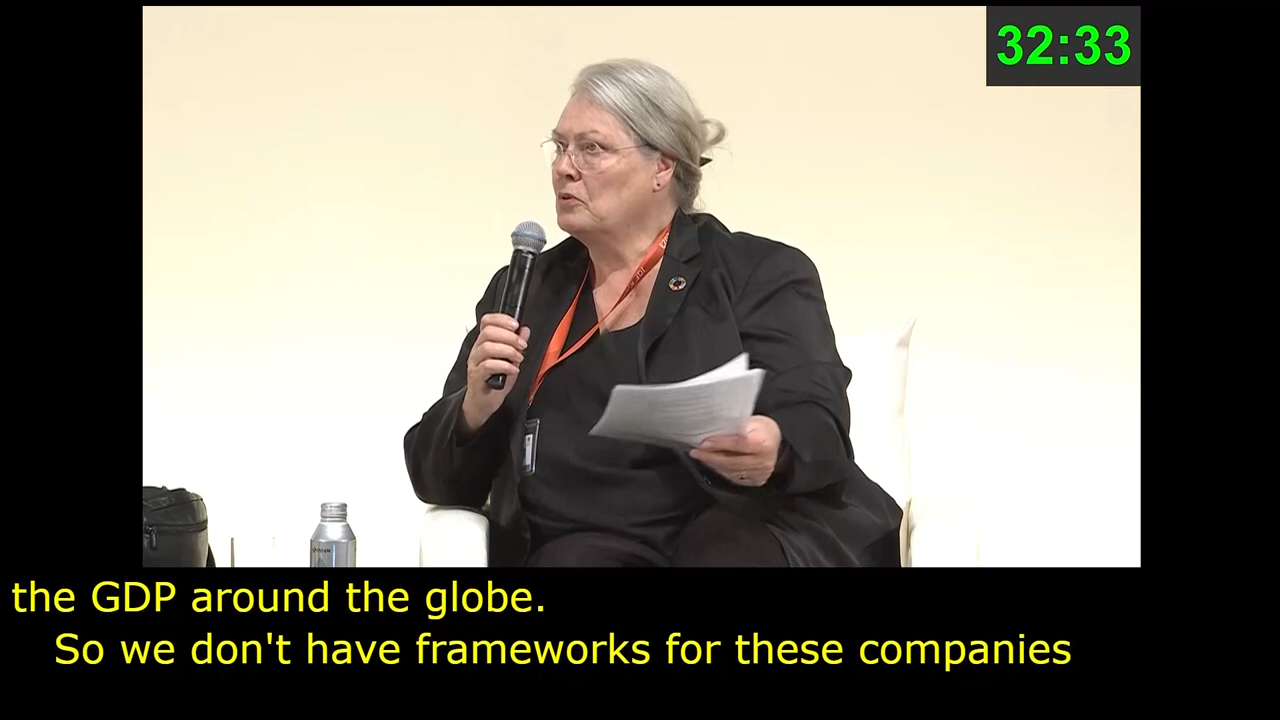 32:33
the GDP around the globe.
So we don't have frameworks for these companies